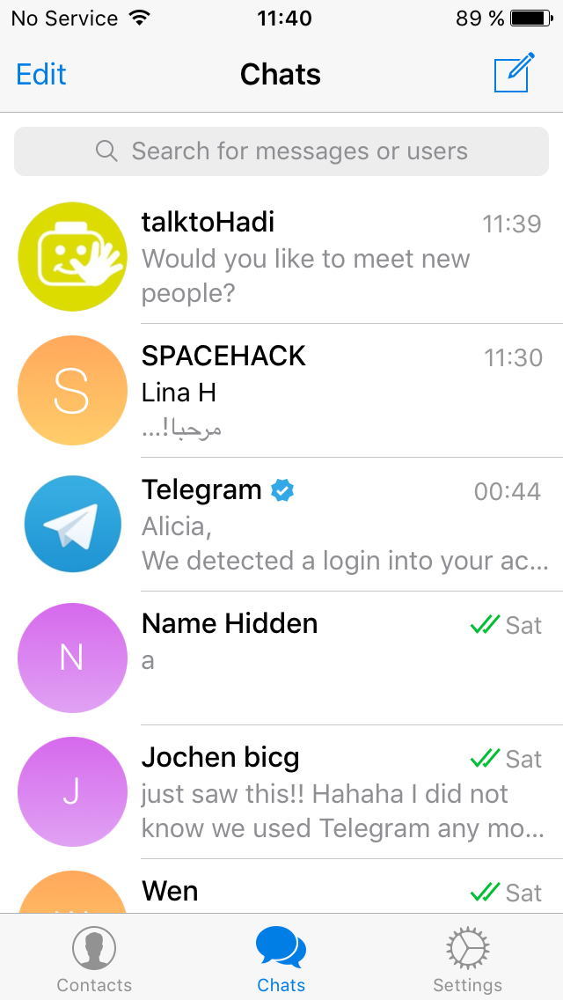 No Service 11:40 89 %
Edit Chats
Search for messages or users
talktoHadi 11:39
Would you like to meet new
people?
S
SPACEHACK 11:30
Lina H
مرحبا!...
Telegram 00:44
Alicia,
We detected a login into your ac...
N
Name Hidden Sat
a
J
Jochen bicg Sat
just saw this!! Hahaha I did not
know we used Telegram any mo...
Wen Sat
Contacts Chats Settings